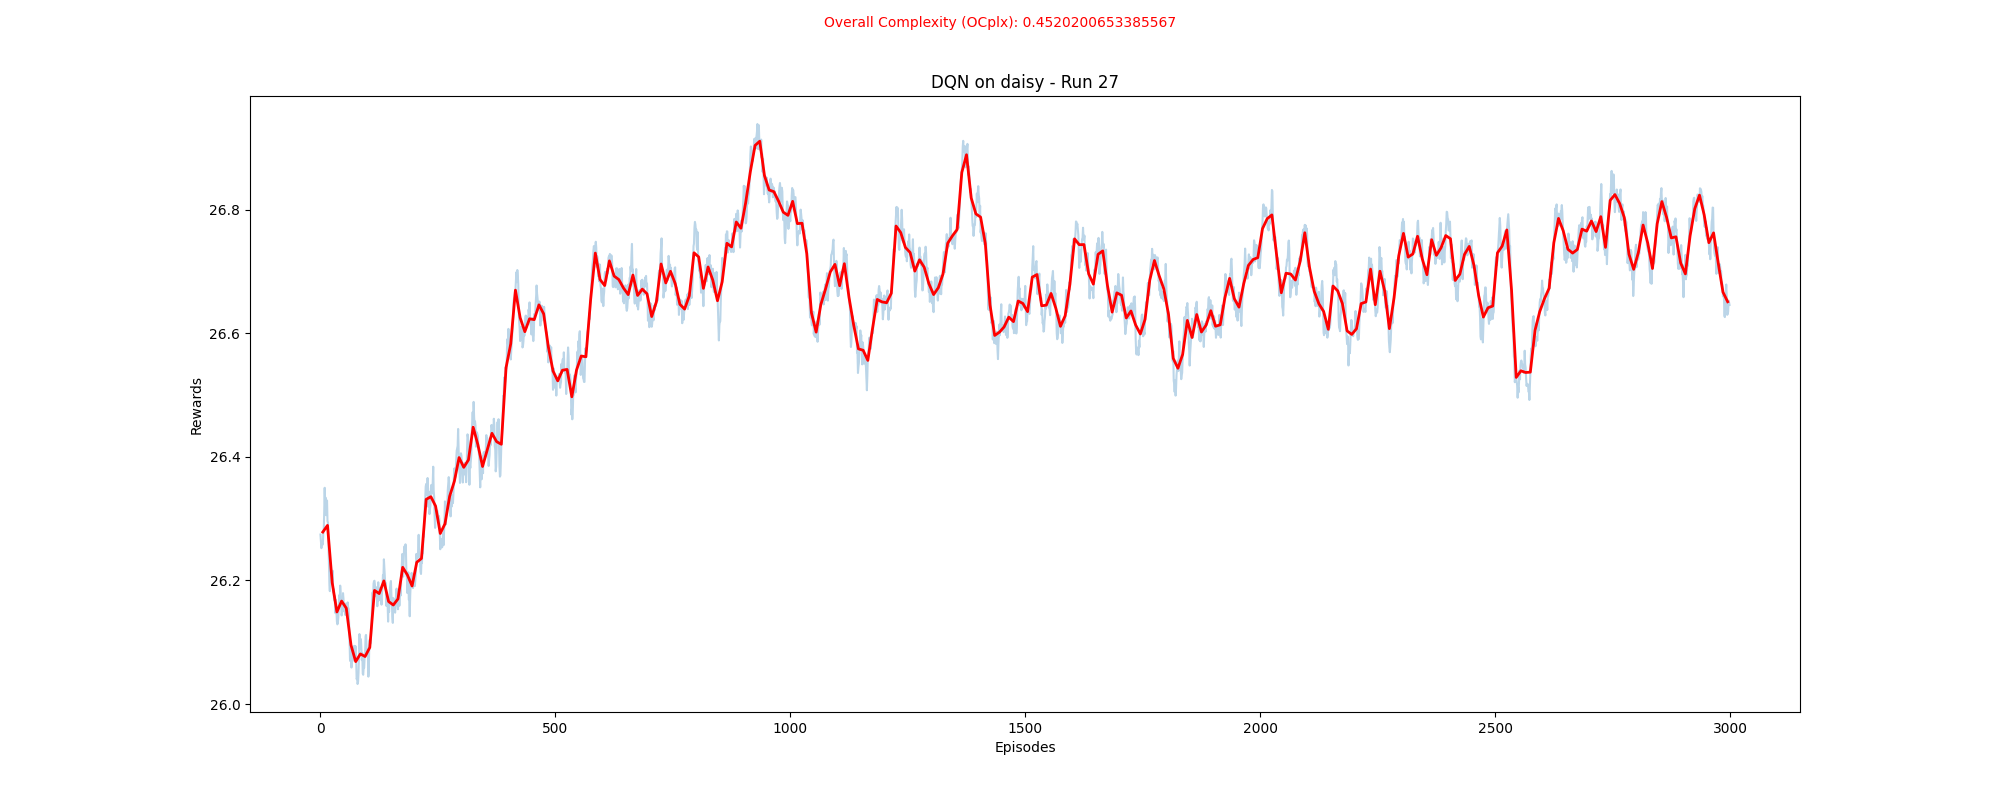 Overall Complexity (OCplx): 0.4520200653385567
DQN on daisy - Run 27
26.8
26.6
26.4
26.2
26.0
Rewards
0 500 1000 1500 2000 2500 3000
Episodes